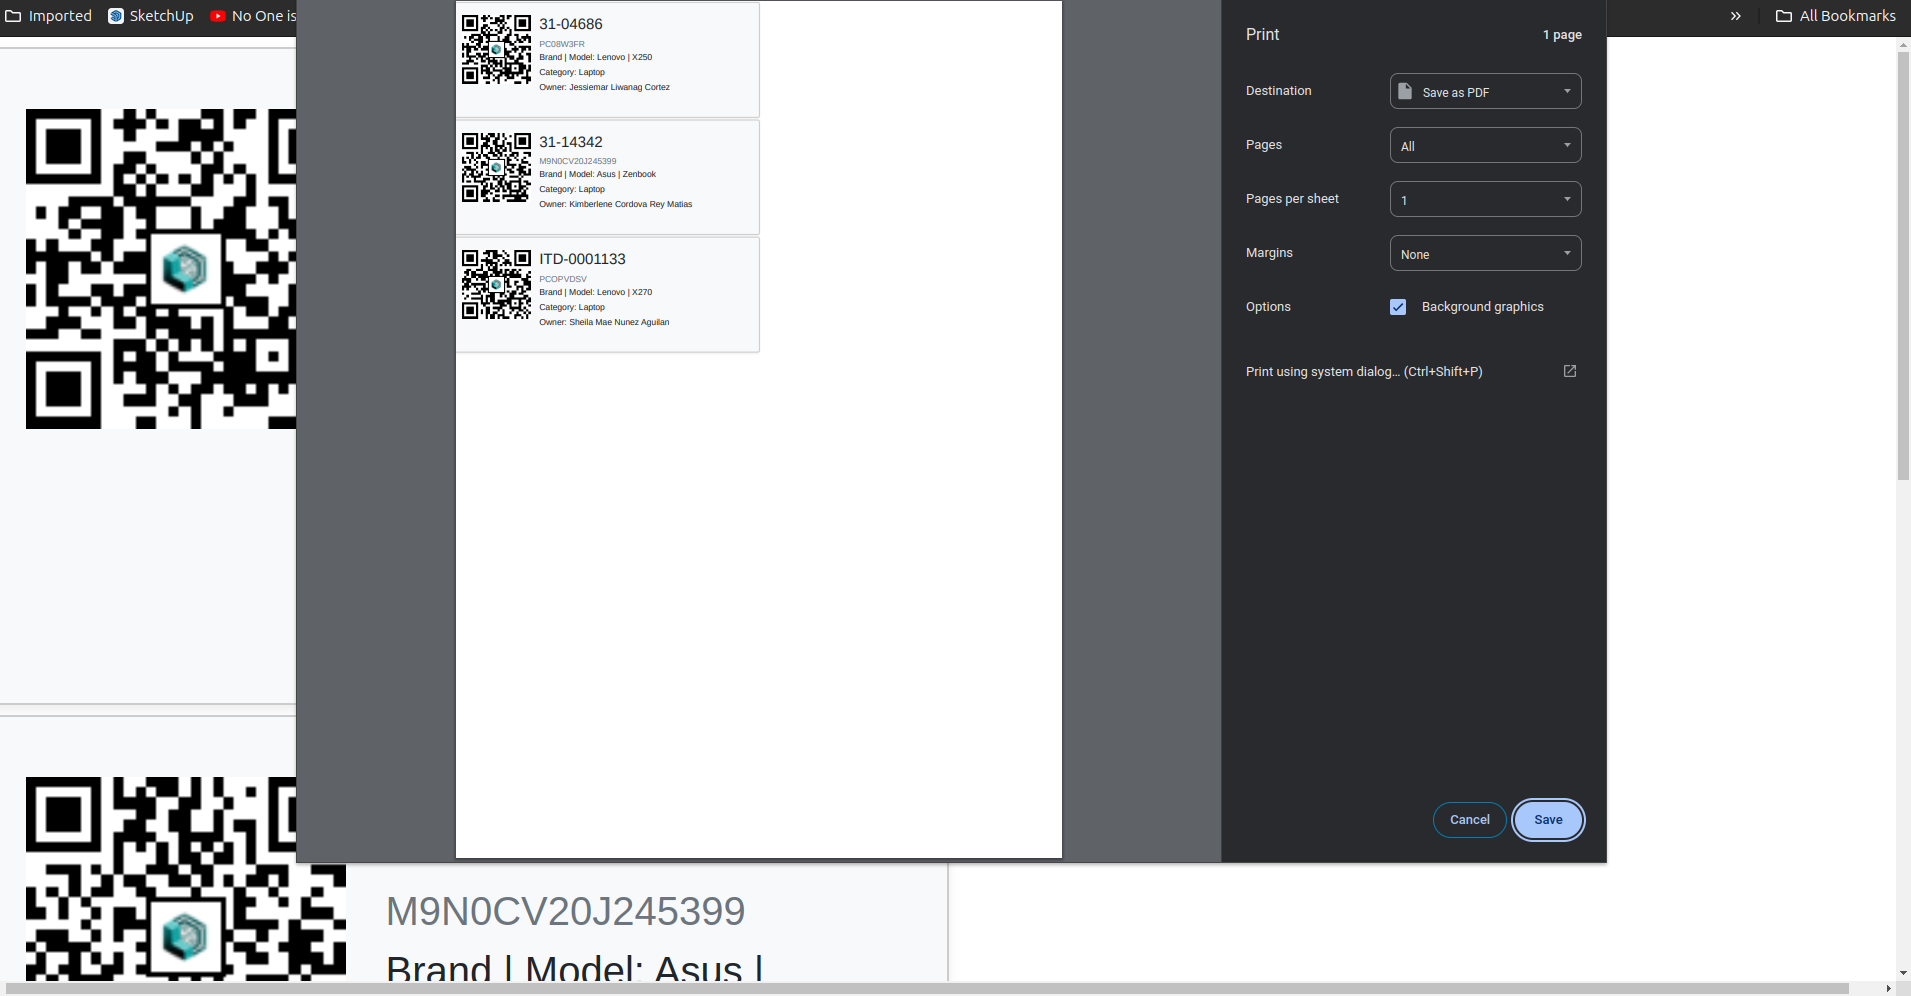 Imported
SketchUp
No One is
All Bookmarks
31-04686
PC08W3FR
Brand | Model: Lenovo | X250
Category: Laptop
Owner: Jessiemar Liwanag Cortez
31-14342
M9N0CV20J245399
Brand | Model: Asus | Zenbook
Category: Laptop
Owner: Kimberlene Cordova Rey Matias
ITD-0001133
PCOPVDSV
Brand | Model: Lenovo | X270
Category: Laptop
Owner: Sheila Mae Nunez Aguilan
Print
1 page
Destination
Save as PDF
Pages
All
Pages per sheet
1
Margins
None
Options
Background graphics
Print using system dialog... (Ctrl+Shift+P)
Cancel
Save
M9N0CV20J245399
Brand | Model: Asus |